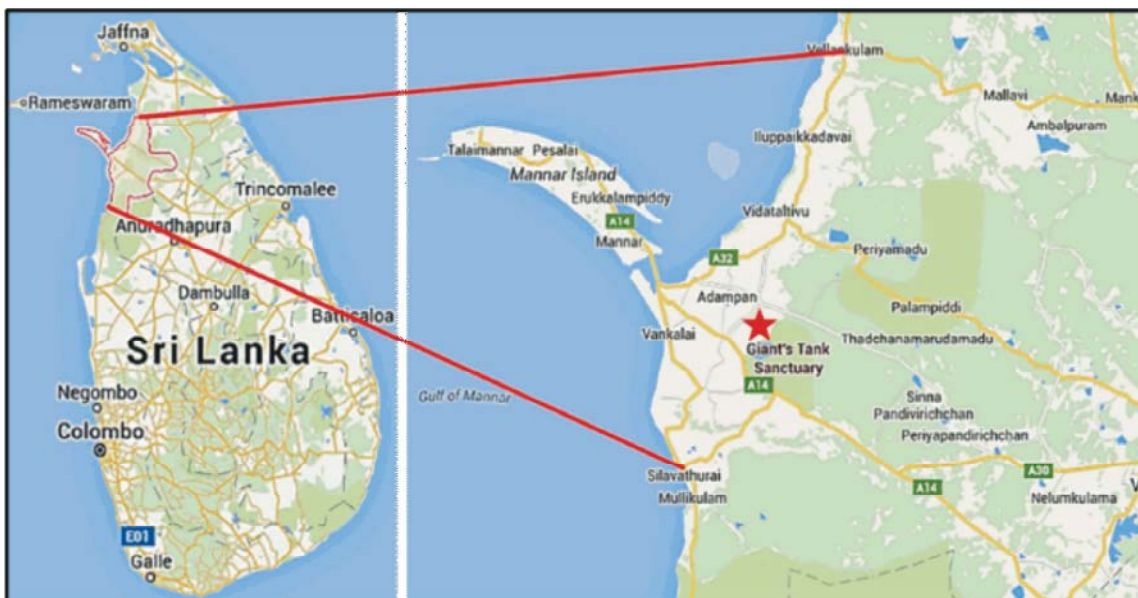 Jaffna
Rameswaram
Trincomalee
Anuradhapura
Dambulla
Batticaloa
Sri Lanka
Negombo
Colombo
E01
Galle
Vellankulam
Mallavi
Ambalpuram
Iluppaikkadavai
Talaimannar Pesalai
Mannar Island
Erukkalampiddy
A14
Mannar
Vidataltivu
A32
Periyamadu
Adampan
Palampiddi
Vankalai
Thadchanamarudamadu
Giant's Tank
Sanctuary
A14
Gulf of Mannar
Sinna
Pandivirichchan
Periyapandirichchan
Silavathurai
Mullikulam
A30
A14
Nelumkulama